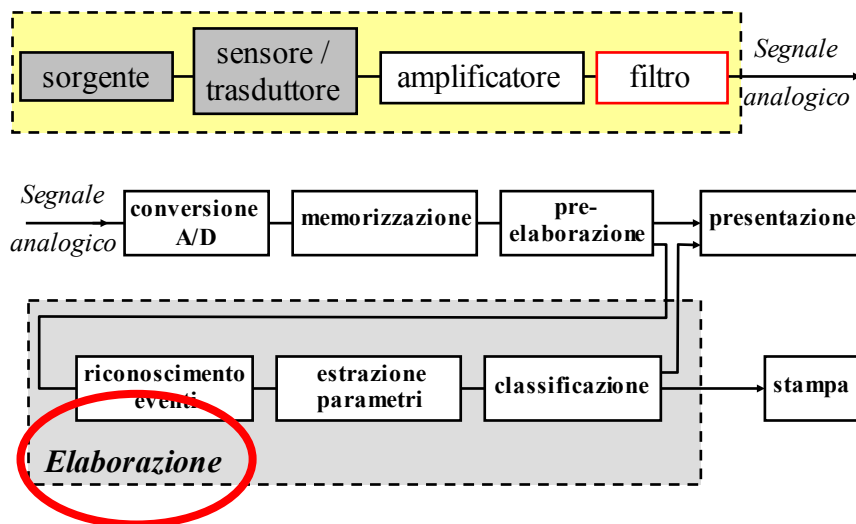 sorgente
sensore /
trasduttore
amplificatore
filtro
Segnale
analogico
Segnale
analogico
conversione
A/D
memorizzazione
pre-
elaborazione
presentazione
riconoscimento
eventi
estrazione
parametri
classificazione
stampa
Elaborazione